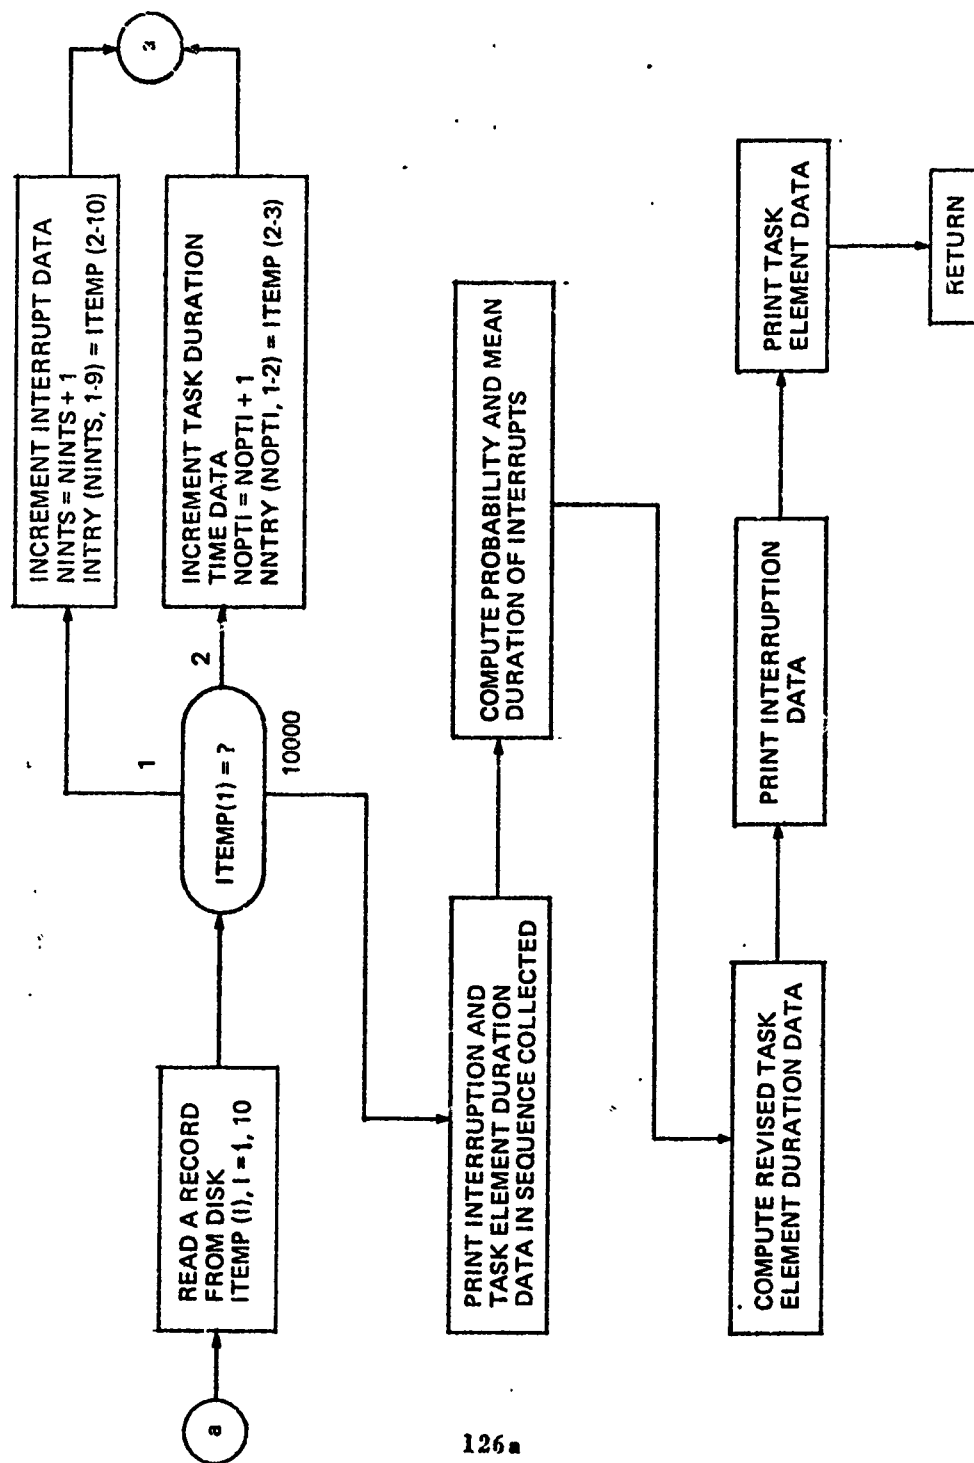 a
READ A RECORD
FROM DISK
ITEMP (I), I = 1, 10
ITEMP(1) = ?
1
INCREMENT INTERRUPT DATA
NINTS = NINTS + 1
INTRY (NINTS, 1-9) = ITEMP (2-10)
2
INCREMENT TASK DURATION
TIME DATA
NOPTI = NOPTI + 1
NNTRY (NOPTI, 1-2) = ITEMP (2-3)
a
10000
PRINT INTERRUPTION AND
TASK ELEMENT DURATION
DATA IN SEQUENCE COLLECTED
COMPUTE PROBABILITY AND MEAN
DURATION OF INTERRUPTS
COMPUTE REVISED TASK
ELEMENT DURATION DATA
PRINT INTERRUPTION
DATA
PRINT TASK
ELEMENT DATA
RETURN
126a